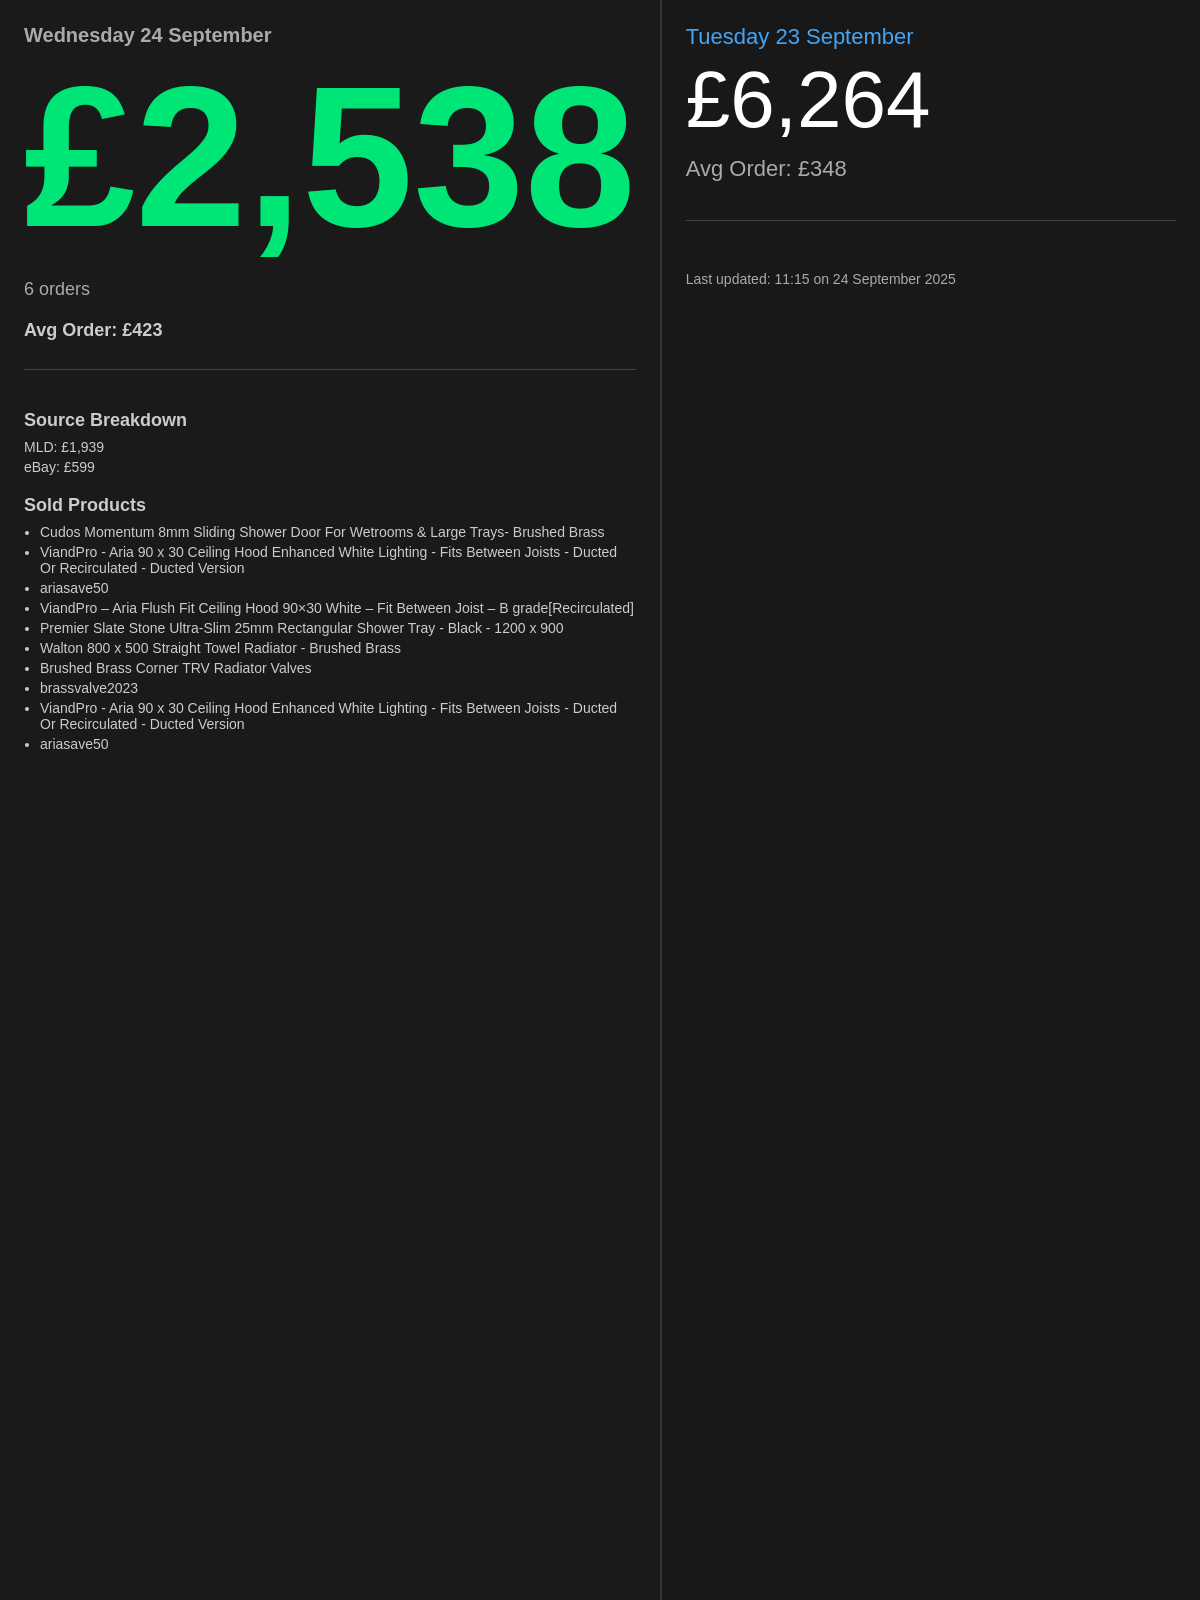 Wednesday 24 September
£2,538
6 orders
Avg Order: £423
Source Breakdown
MLD: £1,939
eBay: £599
Sold Products
• Cudos Momentum 8mm Sliding Shower Door For Wetrooms & Large Trays- Brushed Brass
• ViandPro - Aria 90 x 30 Ceiling Hood Enhanced White Lighting - Fits Between Joists - Ducted
Or Recirculated - Ducted Version
• ariasave50
• ViandPro – Aria Flush Fit Ceiling Hood 90×30 White – Fit Between Joist – B grade[Recirculated]
• Premier Slate Stone Ultra-Slim 25mm Rectangular Shower Tray - Black - 1200 x 900
• Walton 800 x 500 Straight Towel Radiator - Brushed Brass
• Brushed Brass Corner TRV Radiator Valves
• brassvalve2023
• ViandPro - Aria 90 x 30 Ceiling Hood Enhanced White Lighting - Fits Between Joists - Ducted
Or Recirculated - Ducted Version
• ariasave50
Tuesday 23 September
£6,264
Avg Order: £348
Last updated: 11:15 on 24 September 2025